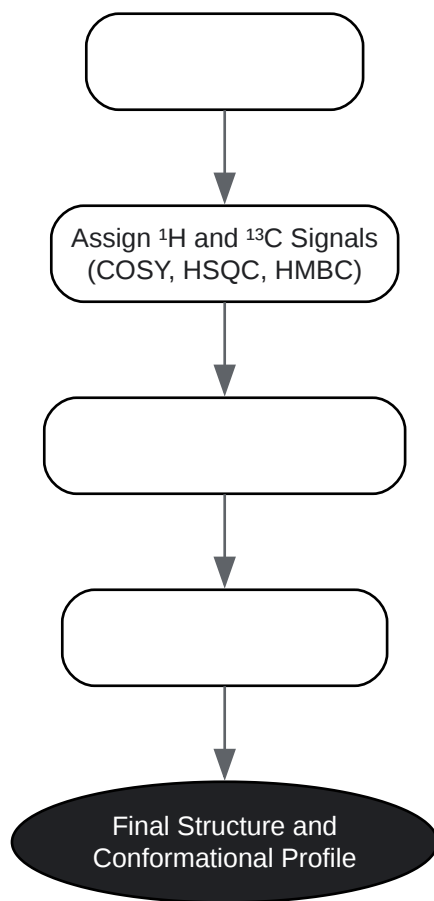 Assign ¹H and ¹³C Signals
(COSY, HSQC, HMBC)
Final Structure and
Conformational Profile